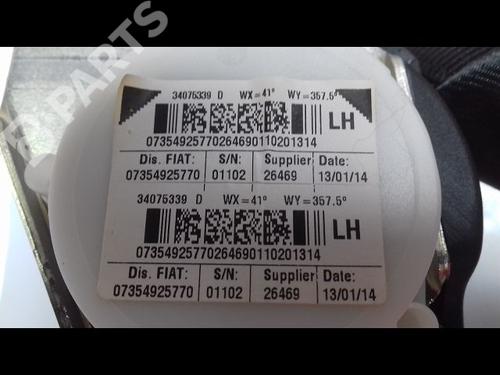 B PARTS
34075339 D WX=41° WY=357.5°
LH
07354925770264690110201314
Dis. FIAT: S/N: Supplier Date:
07354925770 01102 26469 13/01/14
34075339 D WX=41° WY=357.5°
LH
07354925770264690110201314
Dis. FIAT: S/N: Supplier Date:
07354925770 01102 26469 13/01/14